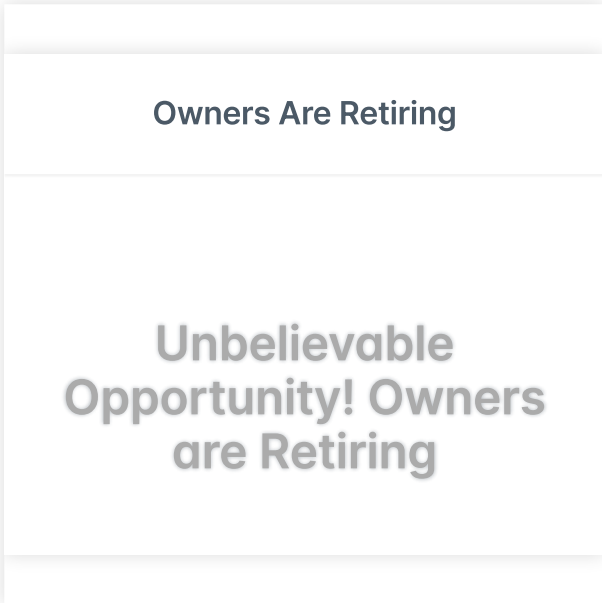 Owners Are Retiring
Unbelievable
Opportunity! Owners
are Retiring